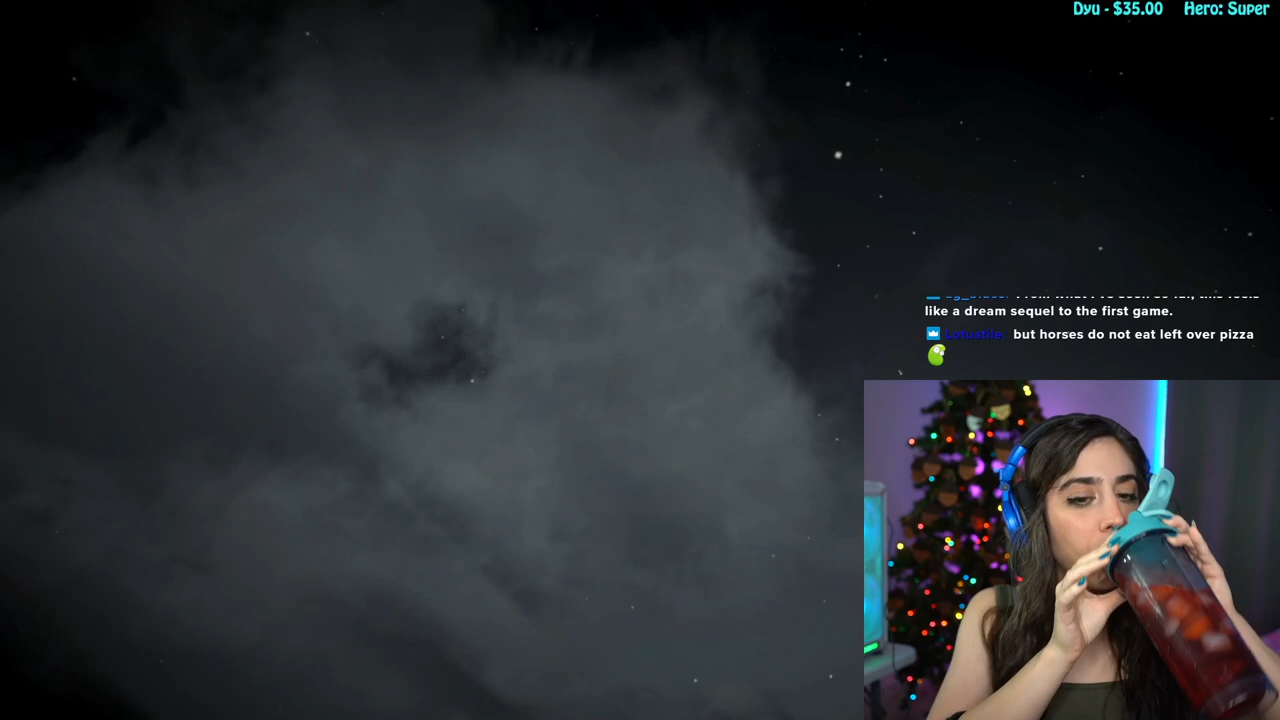 Dyu - $35.00 Hero: Super
like a dream sequel to the first game.
Lotustile: but horses do not eat left over pizza